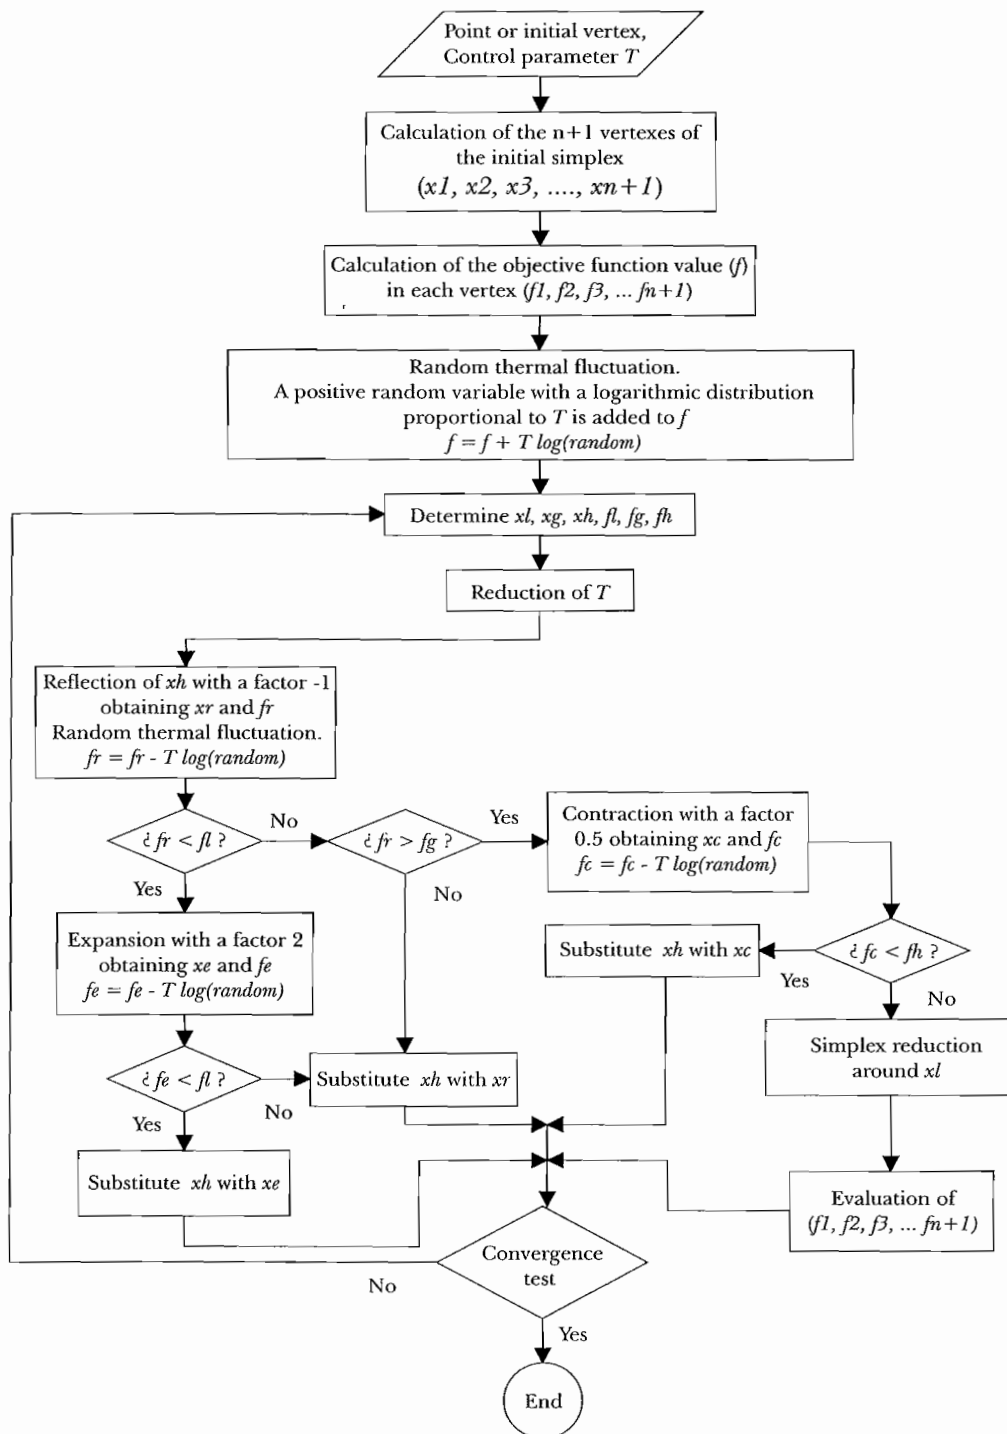 Point or initial vertex,
Control parameter T
Calculation of the n+1 vertexes of
the initial simplex
(x1, x2, x3, ...., xn+1)
Calculation of the objective function value (f)
in each vertex (f1, f2, f3, ... fn+1)
Random thermal fluctuation.
A positive random variable with a logarithmic distribution
proportional to T is added to f
f = f + T log(random)
Determine xl, xg, xh, fl, fg, fh
Reduction of T
Reflection of xh with a factor -1
obtaining xr and fr
Random thermal fluctuation.
fr = fr - T log(random)
¿ fr < fl ?
No
¿ fr > fg ?
Yes
Contraction with a factor
0.5 obtaining xc and fc
fc = fc - T log(random)
Yes
No
Expansion with a factor 2
obtaining xe and fe
fe = fe - T log(random)
Substitute xh with xc
¿ fc < fh ?
Yes
No
Simplex reduction
around xl
¿ fe < fl ?
No
Substitute xh with xr
Yes
Substitute xh with xe
Evaluation of
(f1, f2, f3, ... fn+1)
Convergence
test
No
Yes
End